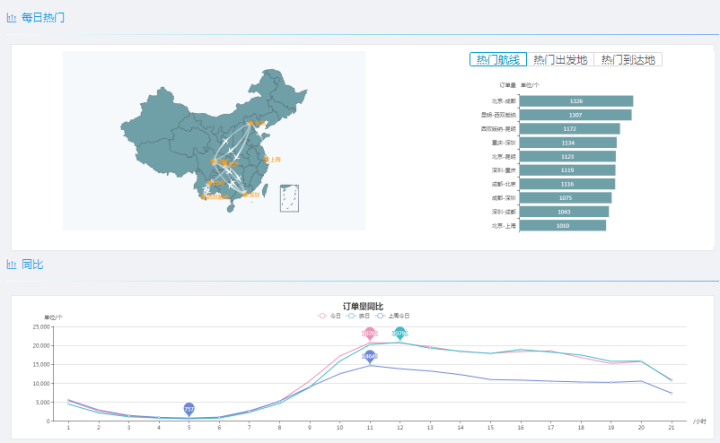 每日热门
热门航线 热门出发地 热门到达地
订单量 单位/个
北京-成都 1326
昆明-西双版纳 1307
西双版纳-昆明 1172
重庆-深圳 1134
北京-昆明 1123
深圳-重庆 1119
成都-北京 1116
成都-深圳 1075
深圳-成都 1043
北京-上海 1010
上海
深圳
同比
订单量同比
单位/个
今日 昨日 上周今日
25,000
20,000
15,000
10,000
5,000
0
757
1 2 3 4 5 6 7 8 9 10 11 12 13 14 15 16 17 18 19 20 21
/小时